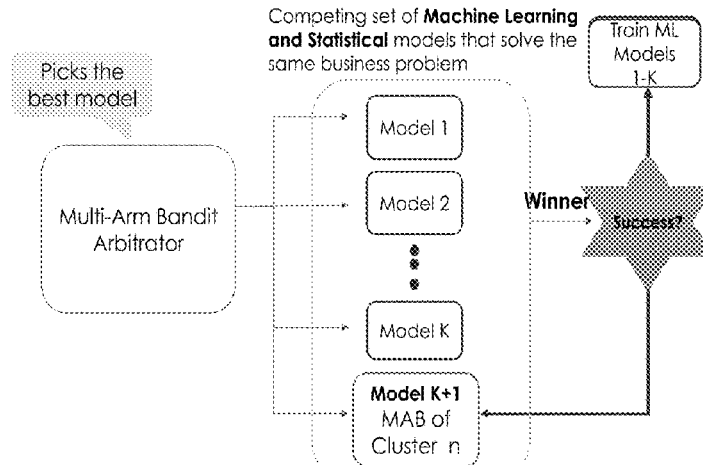 Competing set of Machine Learning
and Statistical models that solve the
same business problem
Train ML
Models
1-K
Picks the
best model
Model 1
Multi-Arm Bandit
Arbitrator
Model 2
Winner
Success?
Model K
Model K+1
MAB of
Cluster n